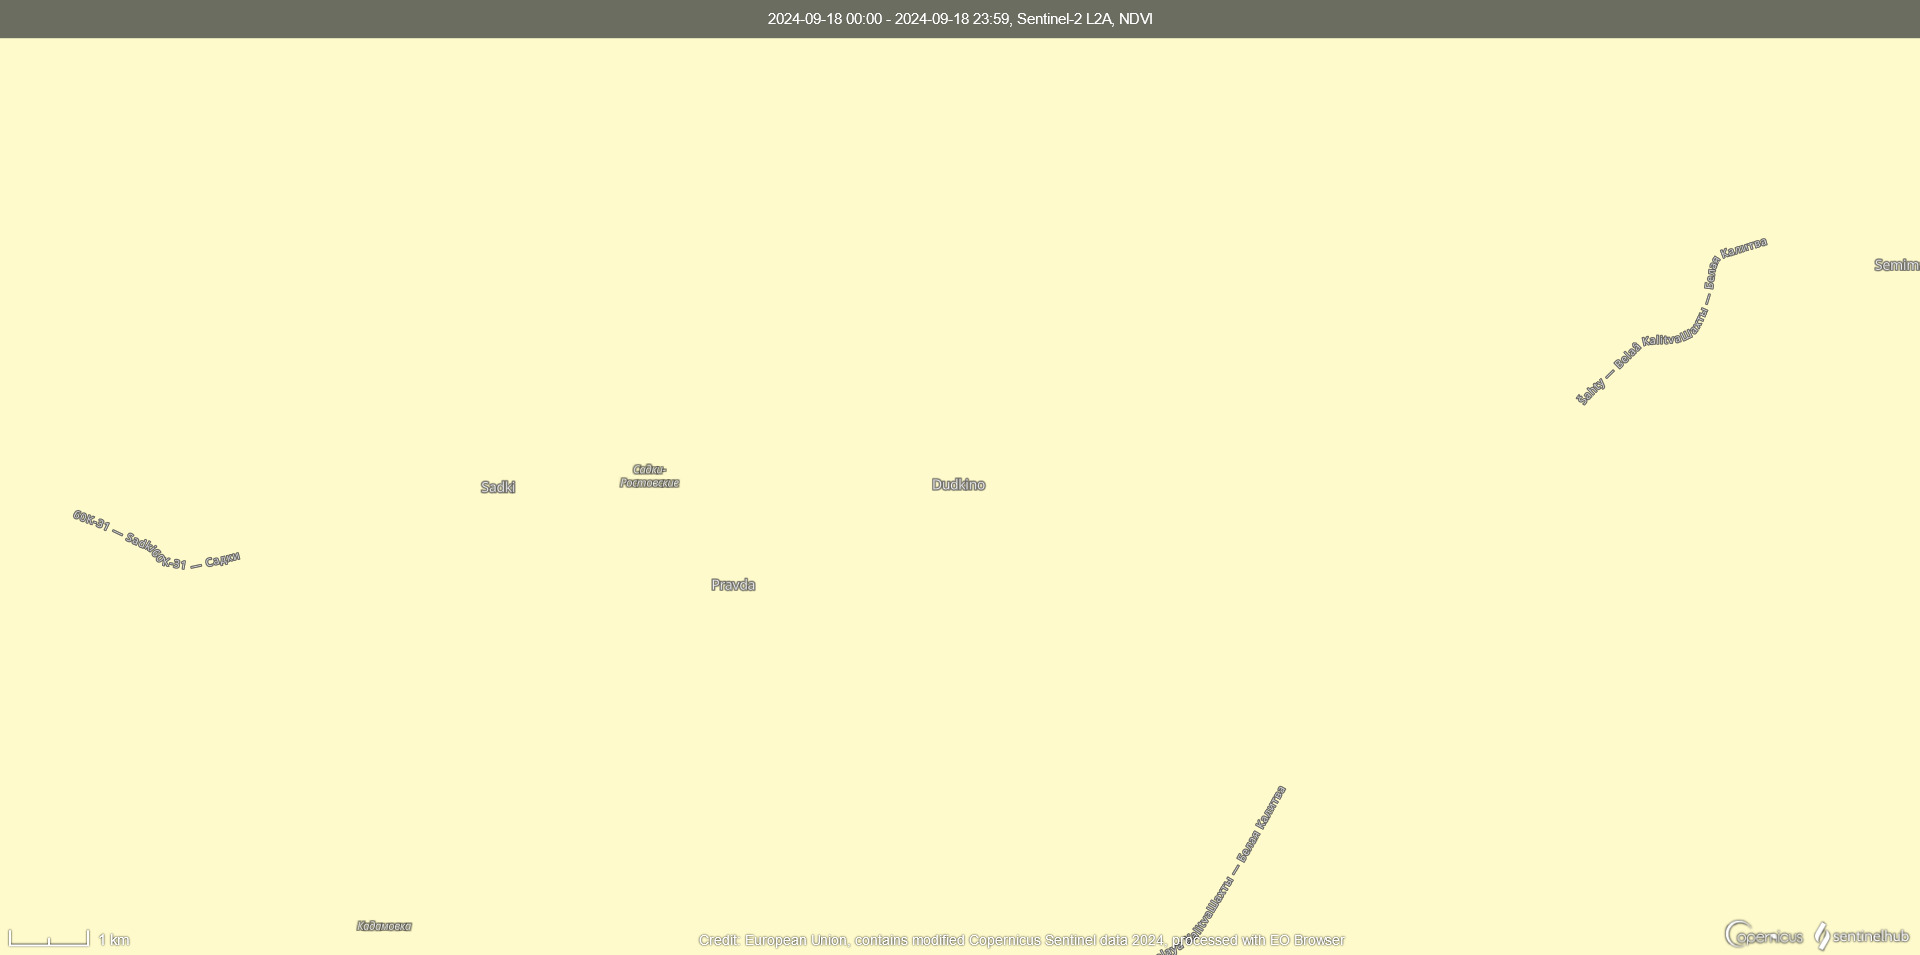 2024-09-18 00:00 - 2024-09-18 23:59, Sentinel-2 L2A, NDVI
Šahty — Belaâ Kalitva
Шахты — Белая Калитва
Semim
Садки-
Ростовские
Sadki
Dudkino
60K-31 — Sadki
60K-31 — Садки
Pravda
Kalitva
Шахты — Белая Калитва
Кадамовка
1 km
Credit: European Union, contains modified Copernicus Sentinel data 2024, processed with EO Browser
opernicus
sentinelhub